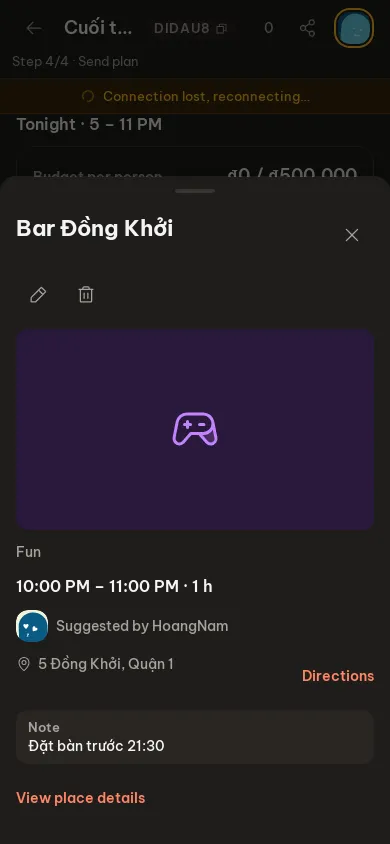 Cuối t...
DIDAU8
0
Step 4/4 · Send plan
Connection lost, reconnecting...
Tonight · 5 – 11 PM
Budget per person
₫0 / ₫500,000
Bar Đồng Khởi
Fun
10:00 PM – 11:00 PM · 1 h
Suggested by HoangNam
5 Đồng Khởi, Quận 1
Directions
Note
Đặt bàn trước 21:30
View place details